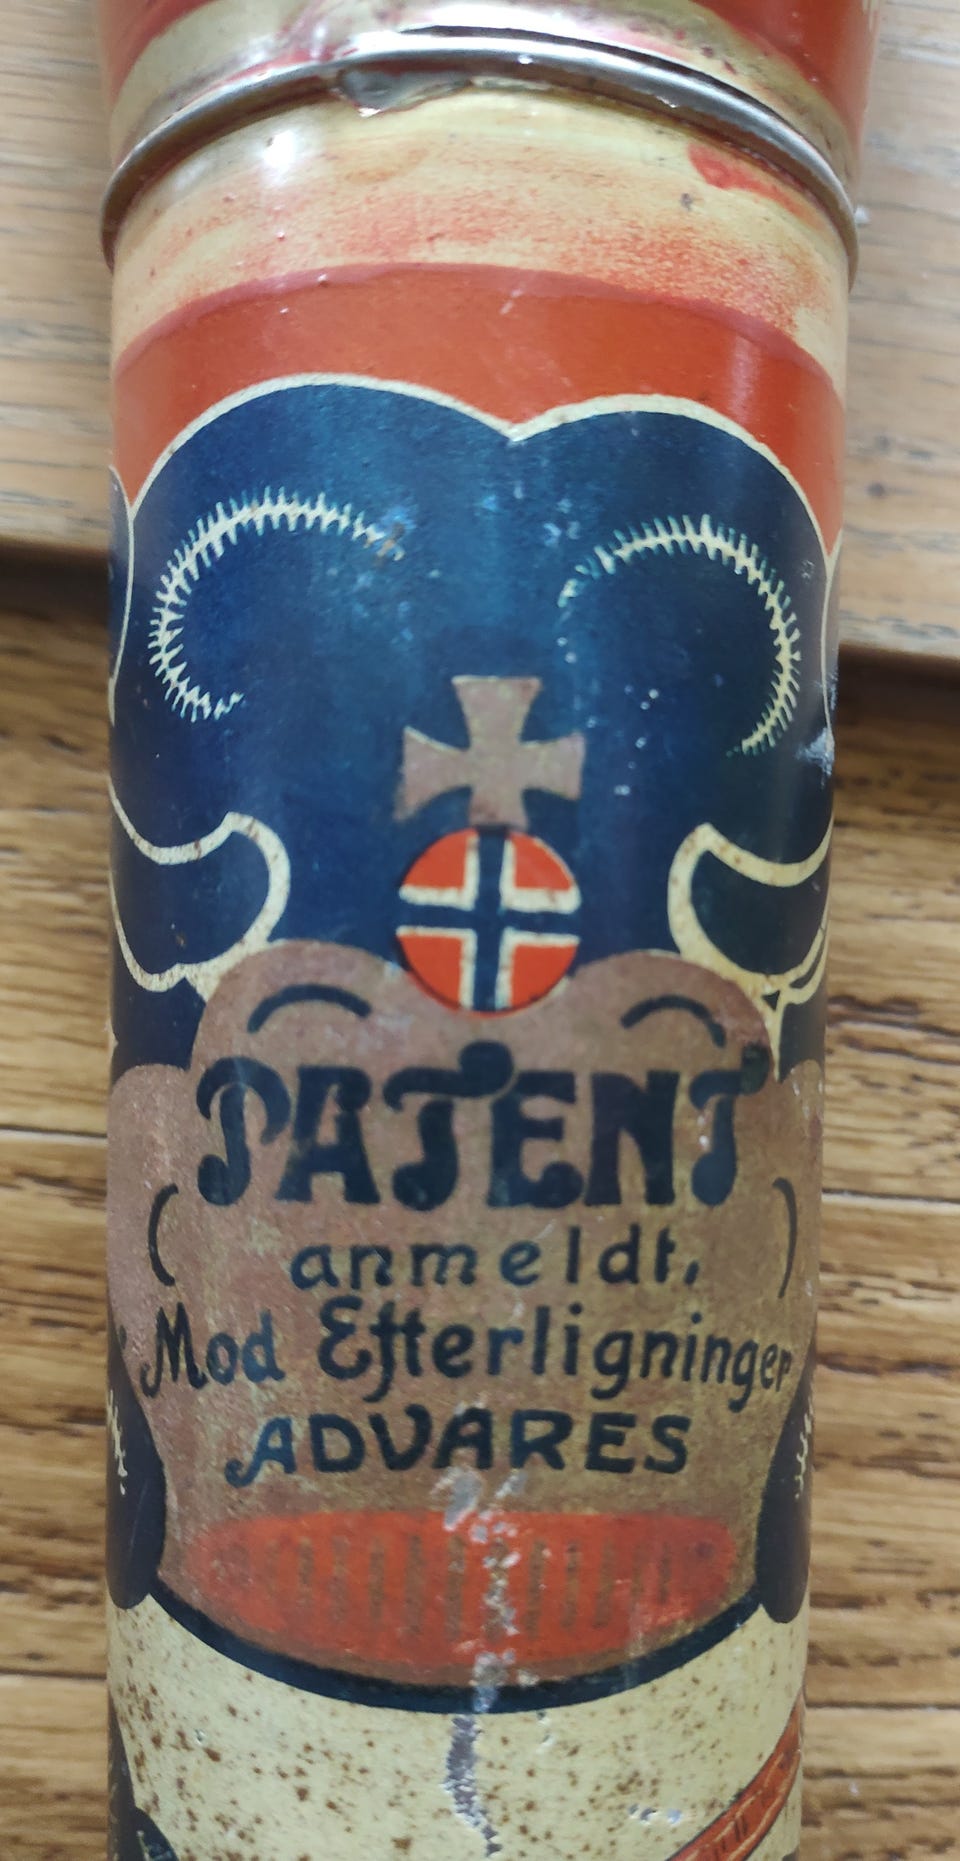 PATENT
anmeldt.
Mod Efterligninger
ADVARES